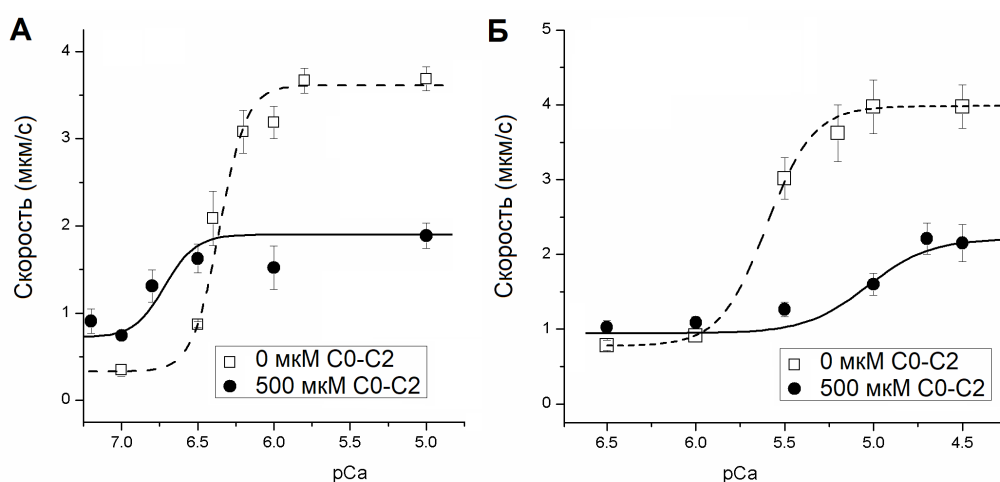 А
Скорость (мкм/с)
4
3
2
1
0
7.0 6.5 6.0 5.5 5.0
pCa
0 мкМ C0-C2
500 мкМ C0-C2
Б
Скорость (мкм/с)
5
4
3
2
1
0
6.5 6.0 5.5 5.0 4.5
pCa
0 мкМ C0-C2
500 мкМ C0-C2